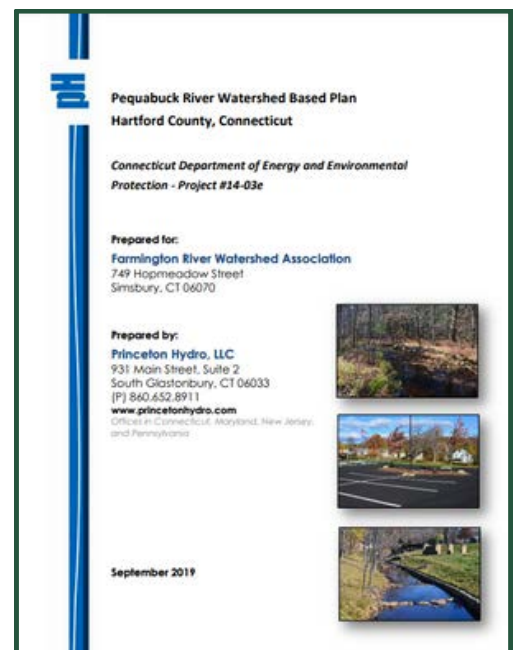 pH
Pequabuck River Watershed Based Plan
Hartford County, Connecticut
Connecticut Department of Energy and Environmental
Protection - Project #14-03e
Prepared for:
Farmington River Watershed Association
749 Hopmeadow Street
Simsbury, CT 06070
Prepared by:
Princeton Hydro, LLC
931 Main Street, Suite 2
South Glastonbury, CT 06033
(P) 860.652.8911
www.princetonhydro.com
Offices in Connecticut, Maryland, New Jersey,
and Pennsylvania
September 2019